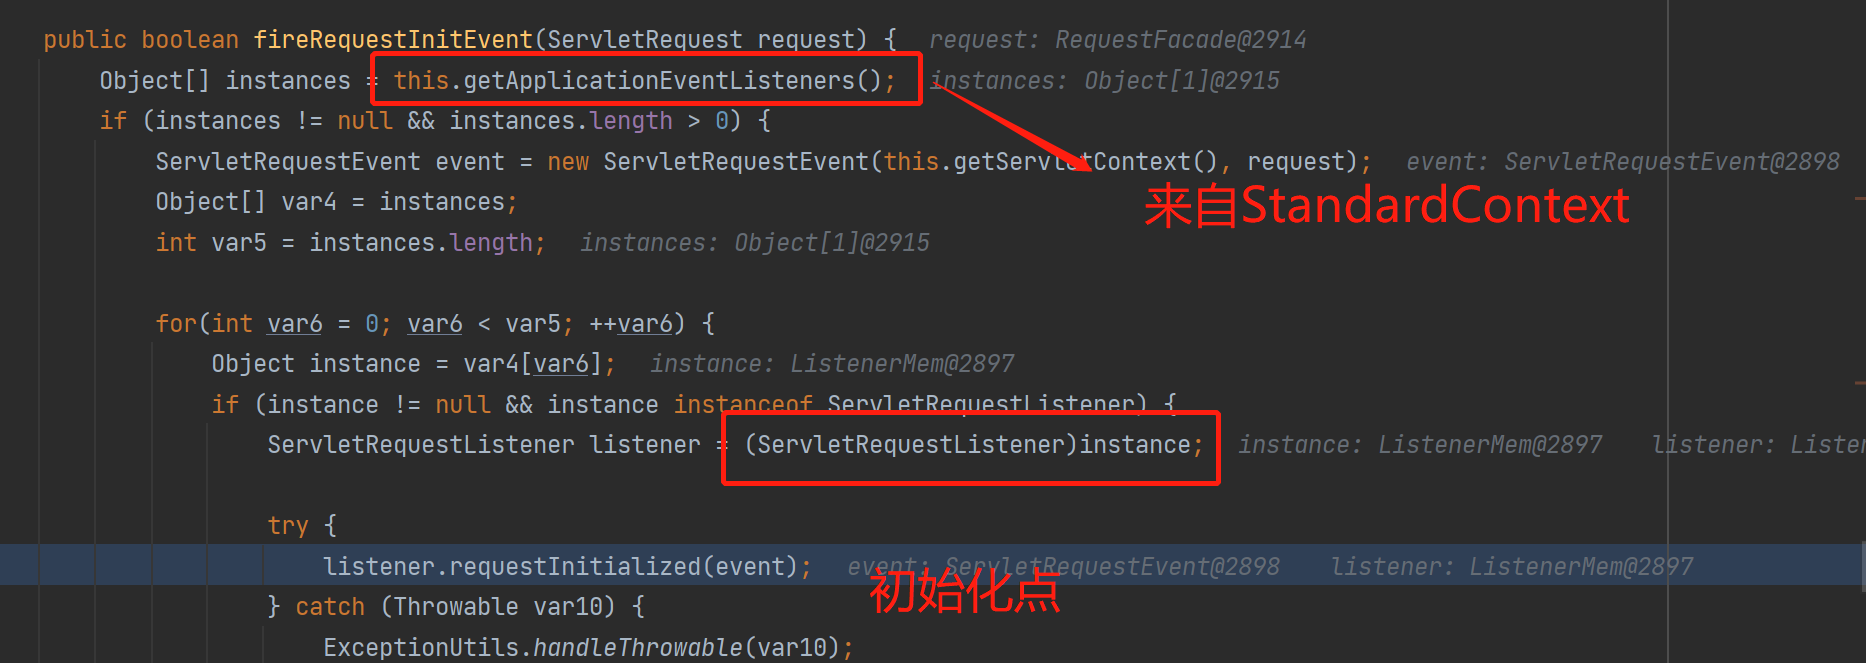 public boolean fireRequestInitEvent(ServletRequest request) {  request: RequestFacade@2914
Object[] instances = this.getApplicationEventListeners();  instances: Object[1]@2915
if (instances != null && instances.length > 0) {
ServletRequestEvent event = new ServletRequestEvent(this.getServletContext(), request);  event: ServletRequestEvent@2898
来自StandardContext
Object[] var4 = instances;
int var5 = instances.length;  instances: Object[1]@2915
for(int var6 = 0; var6 < var5; ++var6) {
Object instance = var4[var6];  instance: ListenerMem@2897
if (instance != null && instance instanceof ServletRequestListener) {
ServletRequestListener listener = (ServletRequestListener)instance;  instance: ListenerMem@2897  listener: Listen
try {
listener.requestInitialized(event);  event: ServletRequestEvent@2898  listener: ListenerMem@2897
初始化点
} catch (Throwable var10) {
ExceptionUtils.handleThrowable(var10);